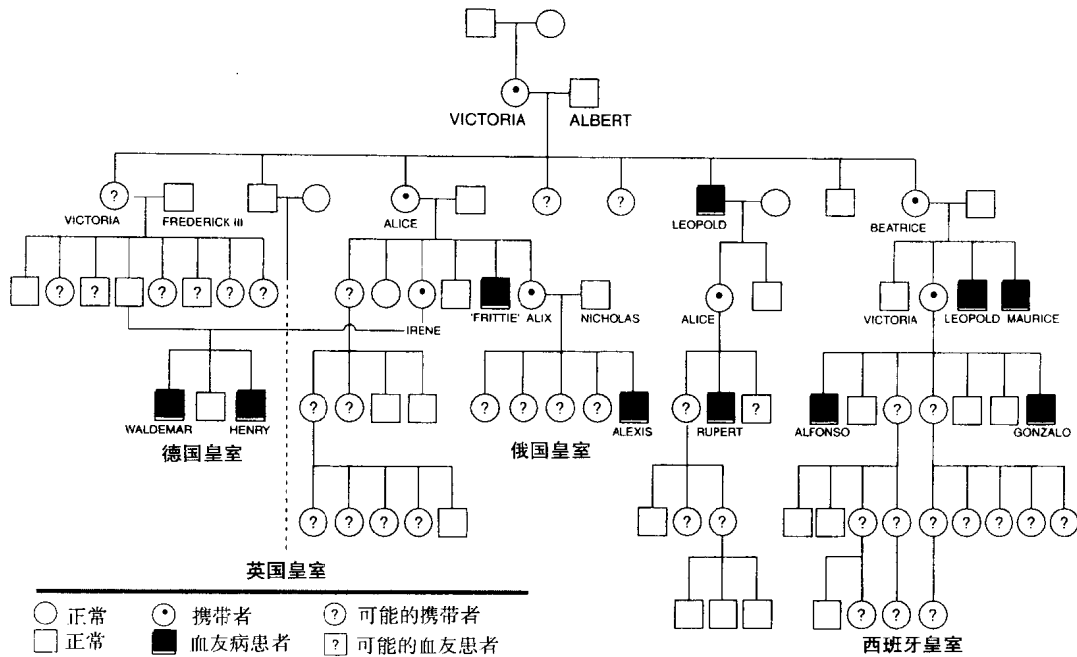 VICTORIA ALBERT
VICTORIA FREDERICK III ALICE LEOPOLD BEATRICE
? ? ?
? ? ? ? ? ? ?
'FRITTIE' ALIX NICHOLAS ALICE VICTORIA LEOPOLD MAURICE
IRENE
WALDEMAR HENRY ? ? ? ? ? ? ALEXIS ? RUPERT ? ALFONSO ? ? GONZALO
德国皇室 俄国皇室
? ? ? ? ? ? ? ? ? ? ? ? ?
? ? ?
英国皇室
西班牙皇室
正常 携带者 ? 可能的携带者
正常 血友病患者 ? 可能的血友患者